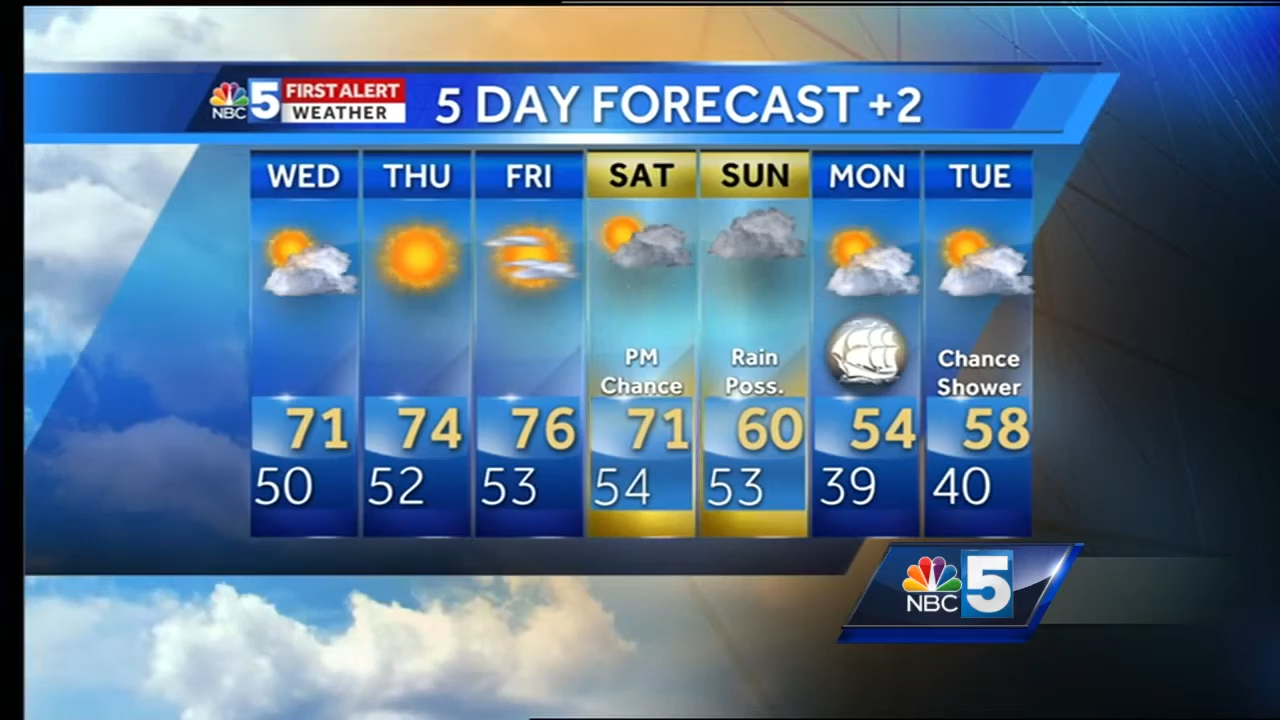 NBC 5 FIRST ALERT WEATHER 5 DAY FORECAST +2
WED THU FRI SAT SUN MON TUE
PM Chance
Rain Poss.
Chance Shower
71 74 76 71 60 54 58
50 52 53 54 53 39 40
NBC 5